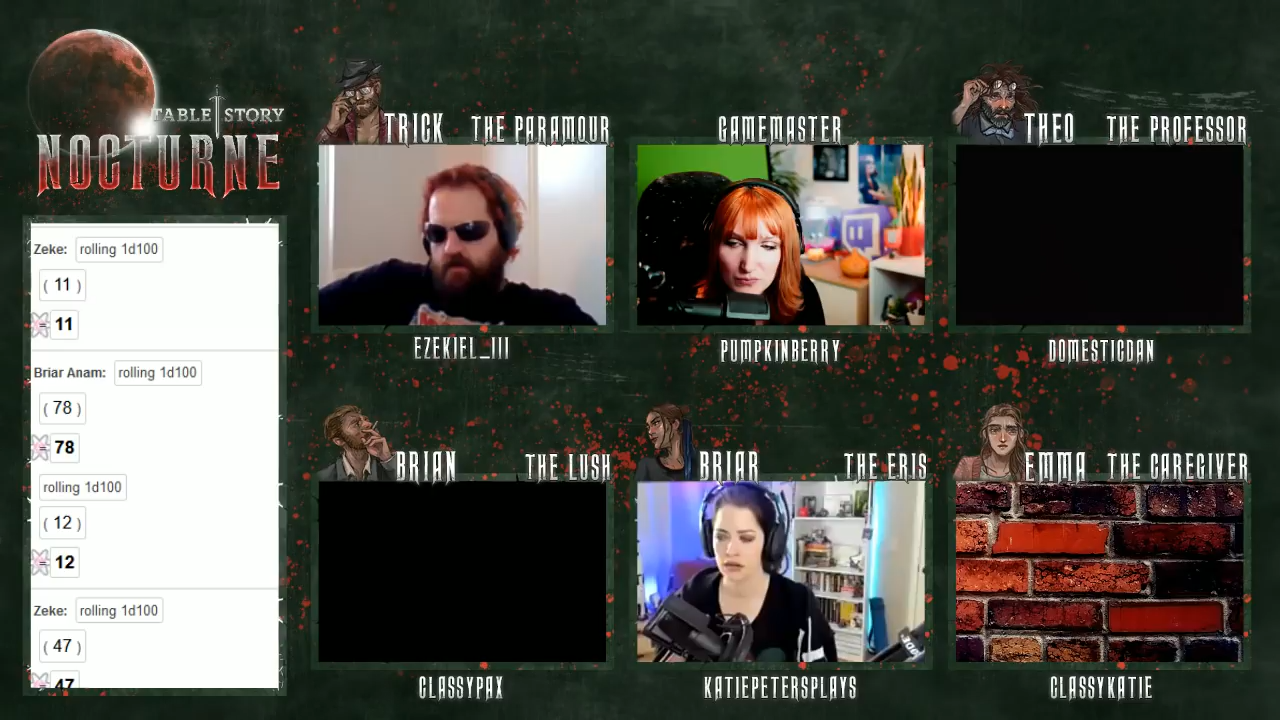 TABLE STORY
NOCTURNE
Zeke: rolling 1d100
( 11 )
= 11
Briar Anam: rolling 1d100
( 78 )
= 78
rolling 1d100
( 12 )
= 12
Zeke: rolling 1d100
( 47 )
= 47
TRICK THE PARAMOUR
EZEKIEL_III
GAMEMASTER
PUMPKINBERRY
THEO THE PROFESSOR
DOMESTICDAN
BRIAN THE LUSH
CLASSYPAX
BRIAR THE ERIS
KATIEPETERSPLAYS
EMMA THE CAREGIVER
CLASSYKATIE